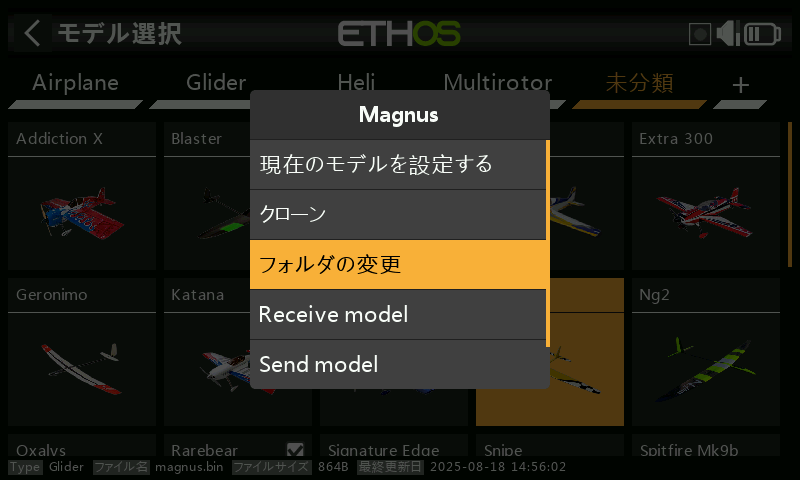 モデル選択
ETHOS
Airplane
Glider
Heli
Multirotor
未分類
+
Addiction X
Blaster
Extra 300
Magnus
現在のモデルを設定する
クローン
フォルダの変更
Receive model
Send model
Geronimo
Katana
Ng2
Oxalys
Rarebear
Signature Edge
Snipe
Spitfire Mk9b
Type Glider ファイル名 magnus.bin ファイルサイズ 864B 最終更新日 2025-08-18 14:56:02